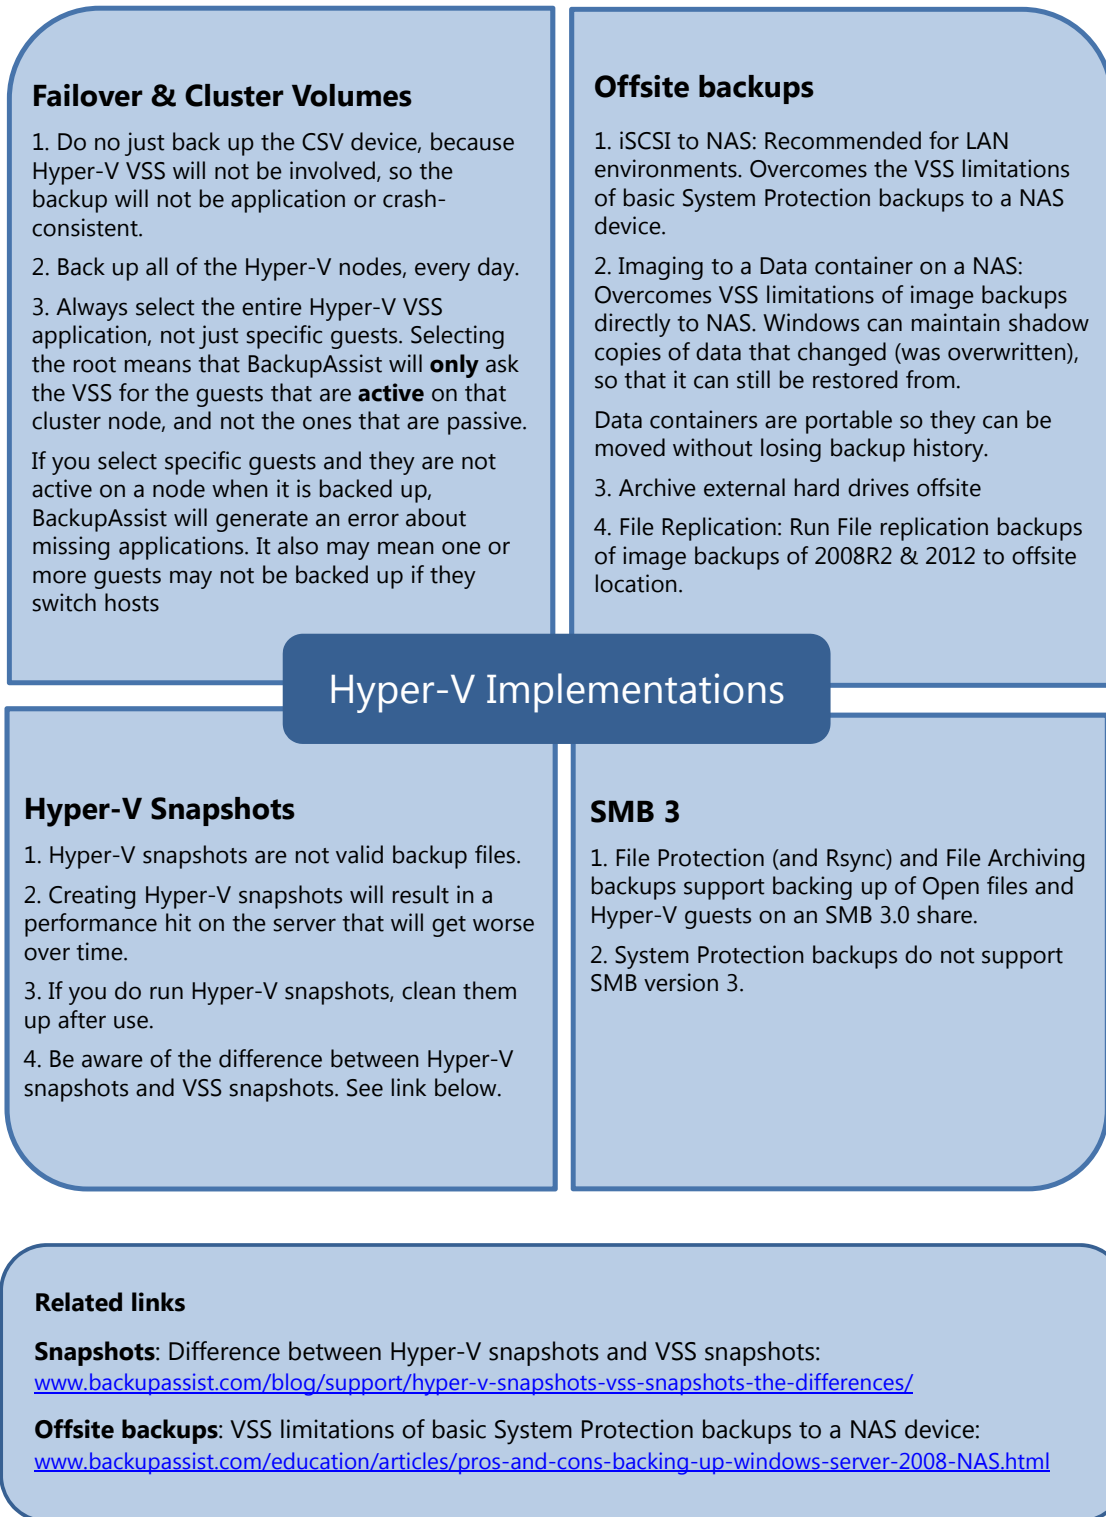 Failover & Cluster Volumes
1. Do no just back up the CSV device, because
Hyper-V VSS will not be involved, so the
backup will not be application or crash-
consistent.
2. Back up all of the Hyper-V nodes, every day.
3. Always select the entire Hyper-V VSS
application, not just specific guests. Selecting
the root means that BackupAssist will only ask
the VSS for the guests that are active on that
cluster node, and not the ones that are passive.
If you select specific guests and they are not
active on a node when it is backed up,
BackupAssist will generate an error about
missing applications. It also may mean one or
more guests may not be backed up if they
switch hosts
Offsite backups
1. iSCSI to NAS: Recommended for LAN
environments. Overcomes the VSS limitations
of basic System Protection backups to a NAS
device.
2. Imaging to a Data container on a NAS:
Overcomes VSS limitations of image backups
directly to NAS. Windows can maintain shadow
copies of data that changed (was overwritten),
so that it can still be restored from.
Data containers are portable so they can be
moved without losing backup history.
3. Archive external hard drives offsite
4. File Replication: Run File replication backups
of image backups of 2008R2 & 2012 to offsite
location.
Hyper-V Implementations
Hyper-V Snapshots
1. Hyper-V snapshots are not valid backup files.
2. Creating Hyper-V snapshots will result in a
performance hit on the server that will get worse
over time.
3. If you do run Hyper-V snapshots, clean them
up after use.
4. Be aware of the difference between Hyper-V
snapshots and VSS snapshots. See link below.
SMB 3
1. File Protection (and Rsync) and File Archiving
backups support backing up of Open files and
Hyper-V guests on an SMB 3.0 share.
2. System Protection backups do not support
SMB version 3.
Related links
Snapshots: Difference between Hyper-V snapshots and VSS snapshots:
www.backupassist.com/blog/support/hyper-v-snapshots-vss-snapshots-the-differences/
Offsite backups: VSS limitations of basic System Protection backups to a NAS device:
www.backupassist.com/education/articles/pros-and-cons-backing-up-windows-server-2008-NAS.html